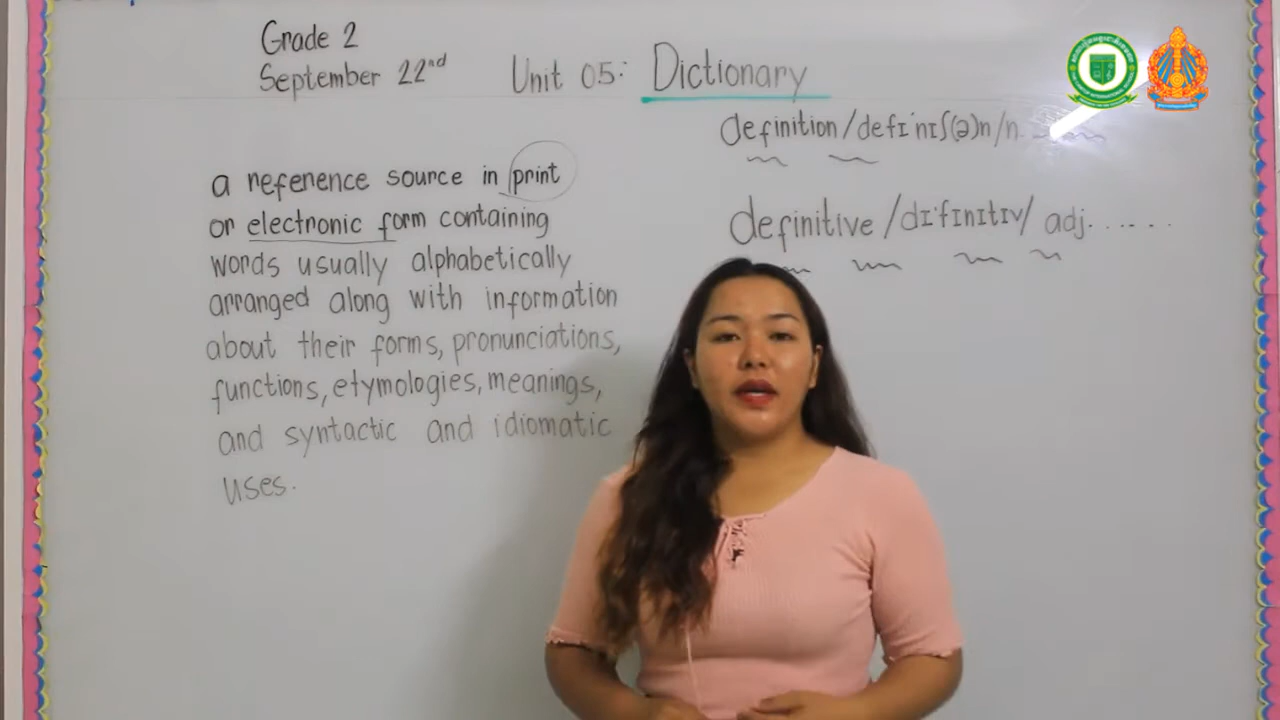 Grade 2
September 22nd
Unit 05: Dictionary
definition /defɪˈnɪʃ(ə)n/n.
definitive /dɪˈfɪnɪtɪv/ adj. . . . . . .
a reference source in print
or electronic form containing
words usually alphabetically
arranged along with information
about their forms, pronunciations,
functions, etymologies, meanings,
and syntactic and idiomatic
uses.